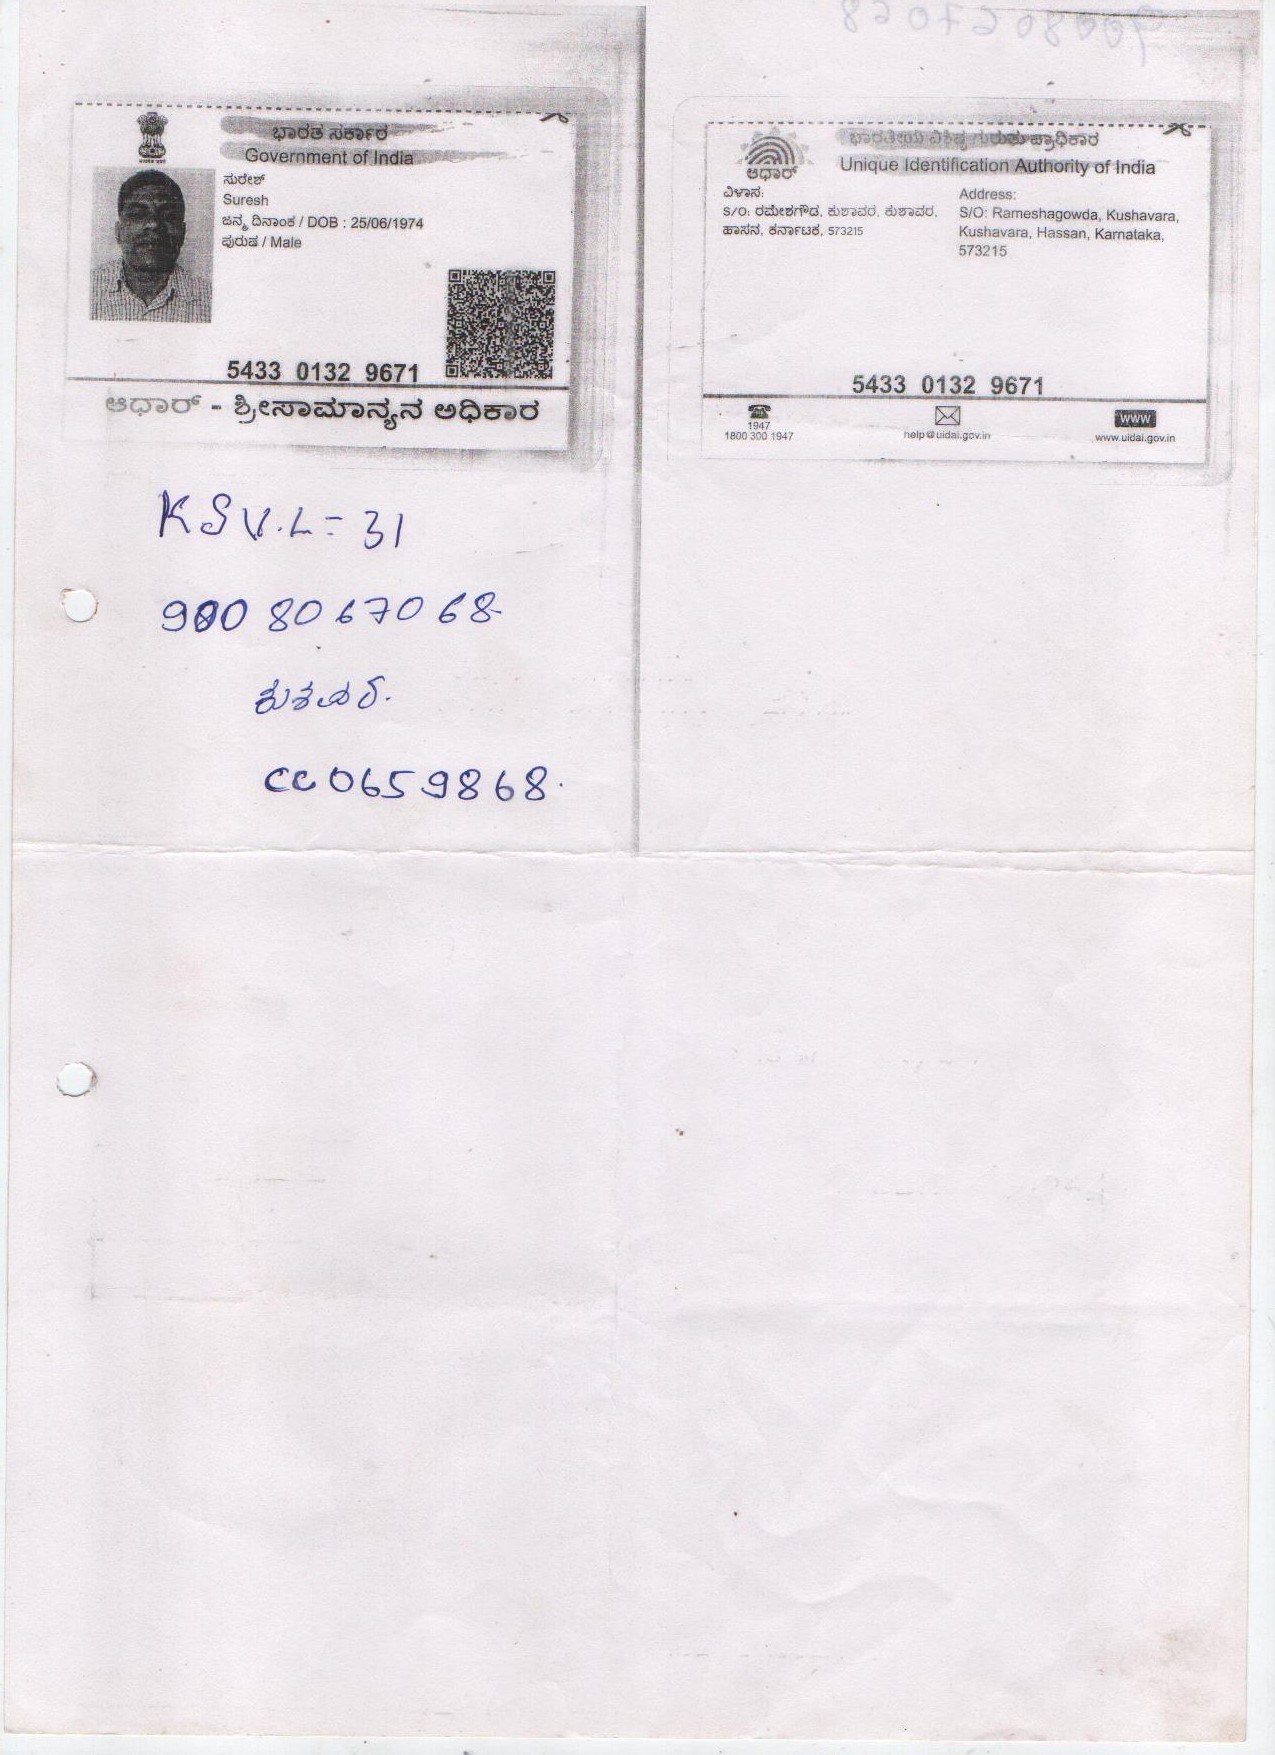 ಭಾರತ ಸರ್ಕಾರ
Government of India
ಸುರೇಶ್
Suresh
ಜನ್ಮ ದಿನಾಂಕ / DOB : 25/06/1974
ಪುರುಷ / Male
5433 0132 9671
ಆಧಾರ್ - ಶ್ರೀಸಾಮಾನ್ಯನ ಅಧಿಕಾರ
ಭಾರತೀಯ ವಿಶಿಷ್ಟ ಗುರುತು ಪ್ರಾಧಿಕಾರ
Unique Identification Authority of India
ಆಧಾರ್
ವಿಳಾಸ:
S/O: ರಮೇಶಗೌಡ, ಕುಶಾವರ, ಕುಶಾವರ,
ಹಾಸನ, ಕರ್ನಾಟಕ, 573215
Address:
S/O: Rameshagowda, Kushavara,
Kushavara, Hassan, Karnataka,
573215
5433 0132 9671
1947
1800 300 1947
help@uidai.gov.in
www
www.uidai.gov.in
KSV.L= 31
9008067068
ಕುಶವರ.
CC0659868.